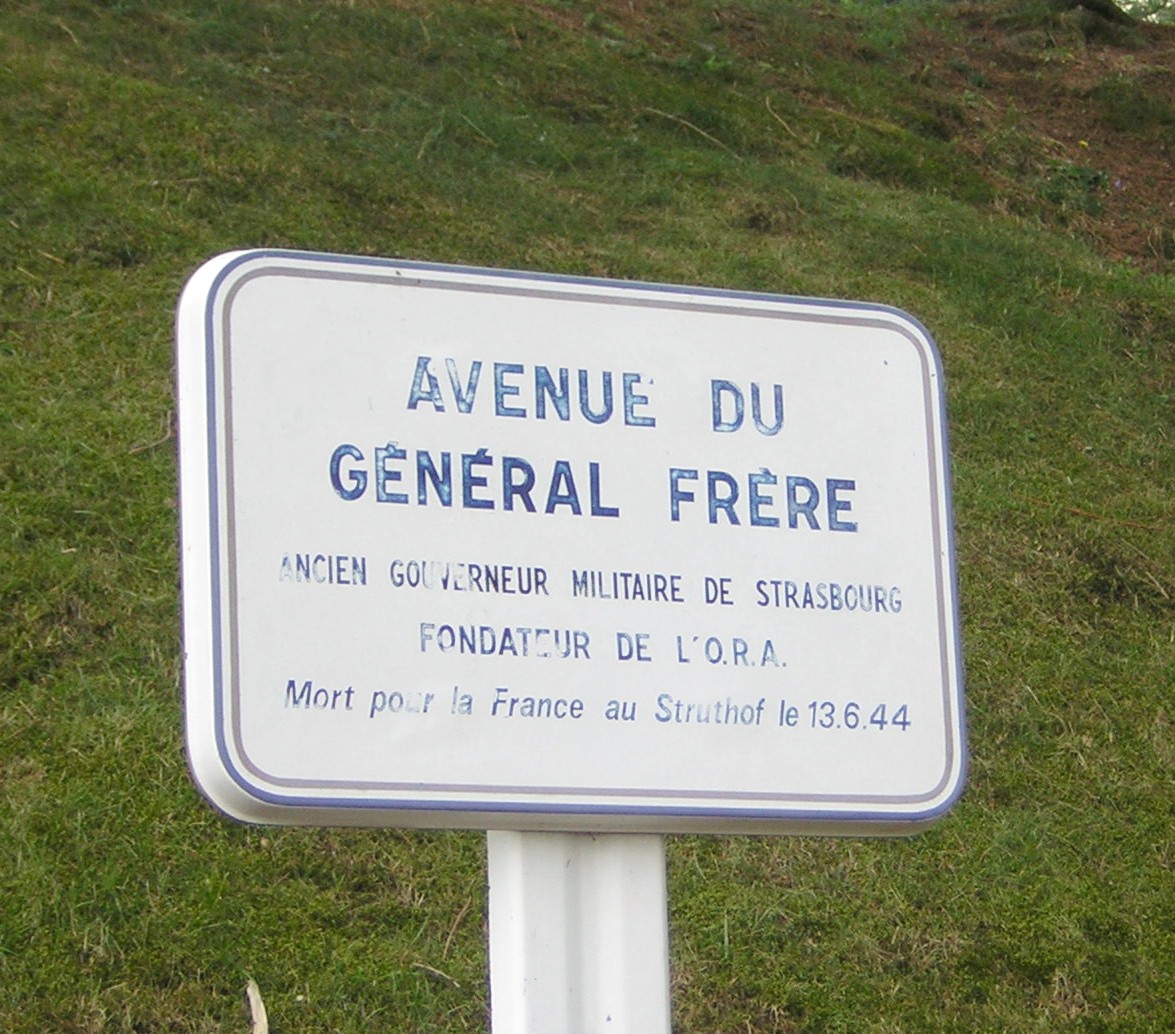 AVENUE DU
GÉNÉRAL FRÈRE
ANCIEN GOUVERNEUR MILITAIRE DE STRASBOURG
FONDATEUR DE L'O.R.A.
Mort pour la France au Struthof le 13.6.44